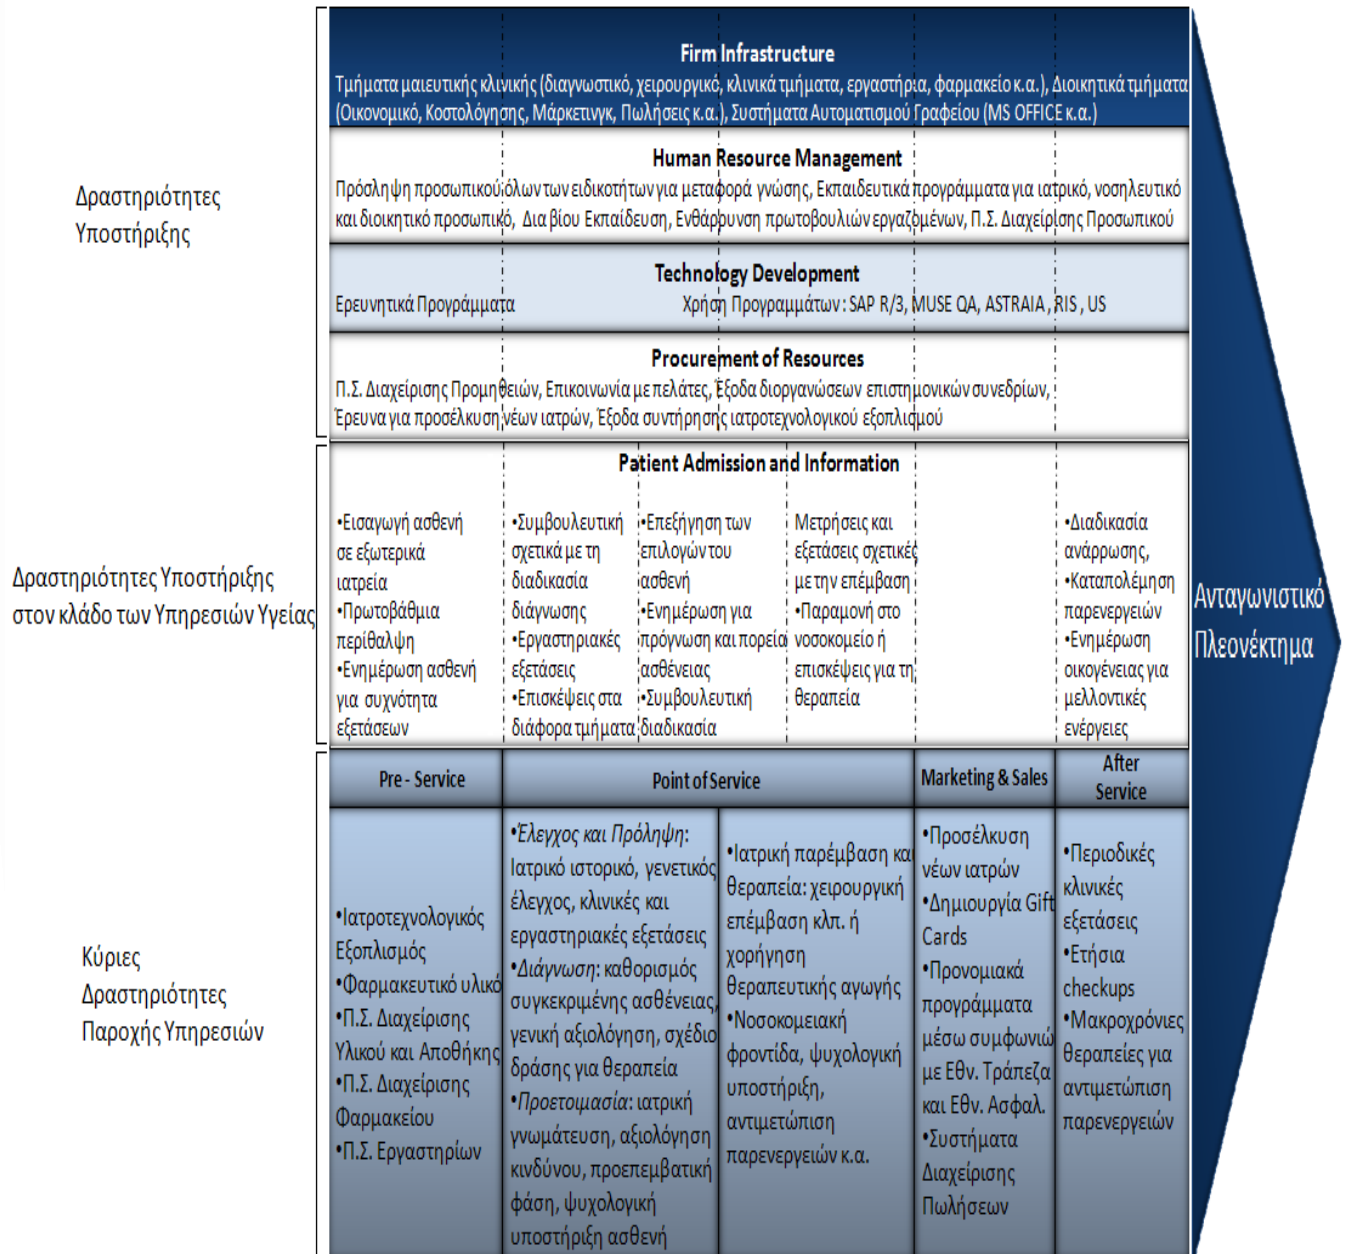 Firm Infrastructure
Τμήματα μαιευτικής κλινικής (διαγνωστικό, χειρουργικό, κλινικά τμήματα, εργαστήρια, φαρμακείο κ.α.), Διοικητικά τμήματα
(Οικονομικό, Κοστολόγησης, Μάρκετινγκ, Πωλήσεις κ.α.), Συστήματα Αυτοματισμού Γραφείου (MS OFFICE κ.α.)
Human Resource Management
Πρόσληψη προσωπικού όλων των ειδικοτήτων για μεταφορά γνώσης, Εκπαιδευτικά προγράμματα για ιατρικό, νοσηλευτικό
και διοικητικό προσωπικό, Δια βίου Εκπαίδευση, Ενθάρρυνση πρωτοβουλιών εργαζομένων, Π.Σ. Διαχείρισης Προσωπικού
Δραστηριότητες
Υποστήριξης
Technology Development
Ερευνητικά Προγράμματα Χρήση Προγραμμάτων : SAP R/3, MUSE QA, ASTRAIA , RIS , US
Procurement of Resources
Π.Σ. Διαχείρισης Προμηθειών, Επικοινωνία με πελάτες, Έξοδα διοργανώσεων επιστημονικών συνεδρίων,
Έρευνα για προσέλκυση νέων ιατρών, Έξοδα συντήρησης ιατροτεχνολογικού εξοπλισμού
Δραστηριότητες Υποστήριξης
στον κλάδο των Υπηρεσιών Υγείας
Patient Admission and Information
•Εισαγωγή ασθενή
σε εξωτερικά
ιατρεία
•Πρωτοβάθμια
περίθαλψη
•Ενημέρωση ασθενή
για συχνότητα
εξετάσεων
•Συμβουλευτική
σχετικά με τη
διαδικασία
διάγνωσης
•Εργαστηριακές
εξετάσεις
•Επισκέψεις στα
διάφορα τμήματα
•Επεξήγηση των
επιλογών του
ασθενή
•Ενημέρωση για
πρόγνωση και πορεία
ασθένειας
•Συμβουλευτική
διαδικασία
Μετρήσεις και
εξετάσεις σχετικές
με την επέμβαση
•Παραμονή στο
νοσοκομείο ή
επισκέψεις για τη
θεραπεία
•Διαδικασία
ανάρρωσης,
•Καταπολέμηση
παρενεργειών
•Ενημέρωση
οικογένειας για
μελλοντικές
ενέργειες
Ανταγωνιστικό
Πλεονέκτημα
Κύριες
Δραστηριότητες
Παροχής Υπηρεσιών
Pre - Service
•Ιατροτεχνολογικός
Εξοπλισμός
•Φαρμακευτικό υλικό
•Π.Σ. Διαχείρισης
Υλικού και Αποθήκης
•Π.Σ. Διαχείρισης
Φαρμακείου
•Π.Σ. Εργαστηρίων
Point of Service
•Έλεγχος και Πρόληψη:
Ιατρικό ιστορικό, γενετικός
έλεγχος, κλινικές και
εργαστηριακές εξετάσεις
•Διάγνωση: καθορισμός
συγκεκριμένης ασθένειας,
γενική αξιολόγηση, σχέδιο
δράσης για θεραπεία
•Προετοιμασία: ιατρική
γνωμάτευση, αξιολόγηση
κινδύνου, προεπεμβατική
φάση, ψυχολογική
υποστήριξη ασθενή
•Ιατρική παρέμβαση και
θεραπεία: χειρουργική
επέμβαση κλπ. ή
χορήγηση
θεραπευτικής αγωγής
•Νοσοκομειακή
φροντίδα, ψυχολογική
υποστήριξη,
αντιμετώπιση
παρενεργειών κ.α.
Marketing & Sales
•Προσέλκυση
νέων ιατρών
•Δημιουργία Gift
Cards
•Προνομιακά
προγράμματα
μέσω συμφωνιώ
με Εθν. Τράπεζα
και Εθν. Ασφαλ.
•Συστήματα
Διαχείρισης
Πωλήσεων
After
Service
•Περιοδικές
κλινικές
εξετάσεις
•Ετήσια
checkups
•Μακροχρόνιες
θεραπείες για
αντιμετώπιση
παρενεργειών